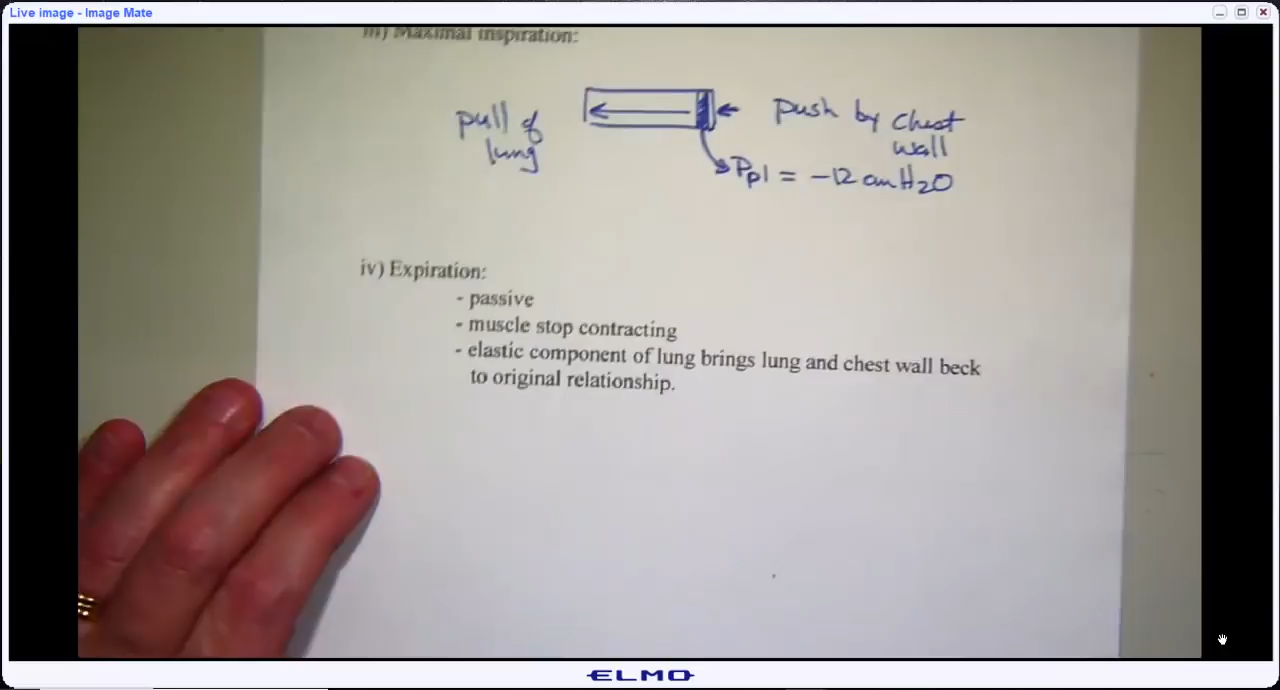 Live image - Image Mate
iii) Maximal inspiration:
pull of
lung
push by chest
wall
Ppl = -12 cm H2O
iv) Expiration:
- passive
- muscle stop contracting
- elastic component of lung brings lung and chest wall beck
to original relationship.
ELMO